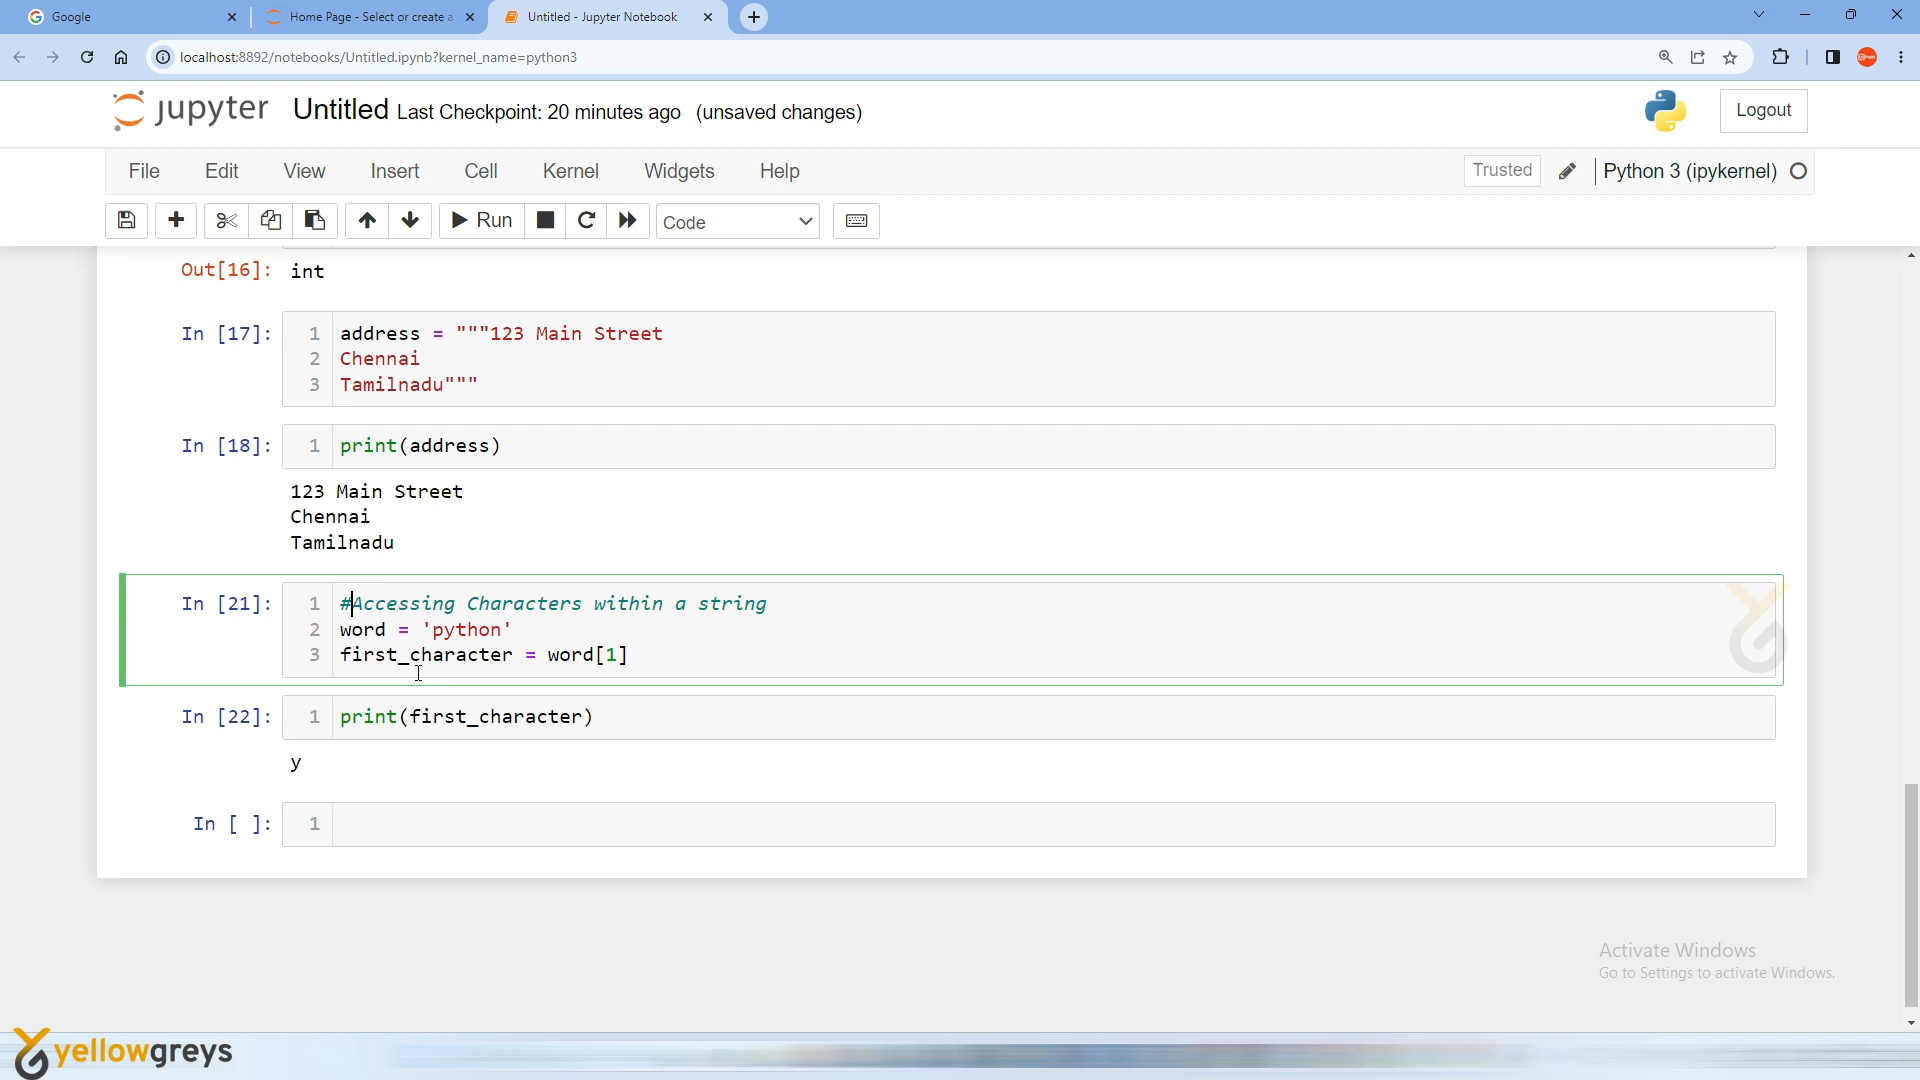 Google
Home Page - Select or create a
Untitled - Jupyter Notebook
localhost:8892/notebooks/Untitled.ipynb?kernel_name=python3
jupyter Untitled Last Checkpoint: 20 minutes ago (unsaved changes)
Logout
File Edit View Insert Cell Kernel Widgets Help
Trusted Python 3 (ipykernel)
Run Code
Out[16]: int
In [17]: 1 address = """123 Main Street
2 Chennai
3 Tamilnadu"""
In [18]: 1 print(address)
123 Main Street
Chennai
Tamilnadu
In [21]: 1 #Accessing Characters within a string
2 word = 'python'
3 first_character = word[1]
In [22]: 1 print(first_character)
y
In [ ]: 1
Activate Windows
Go to Settings to activate Windows.
yellowgreys